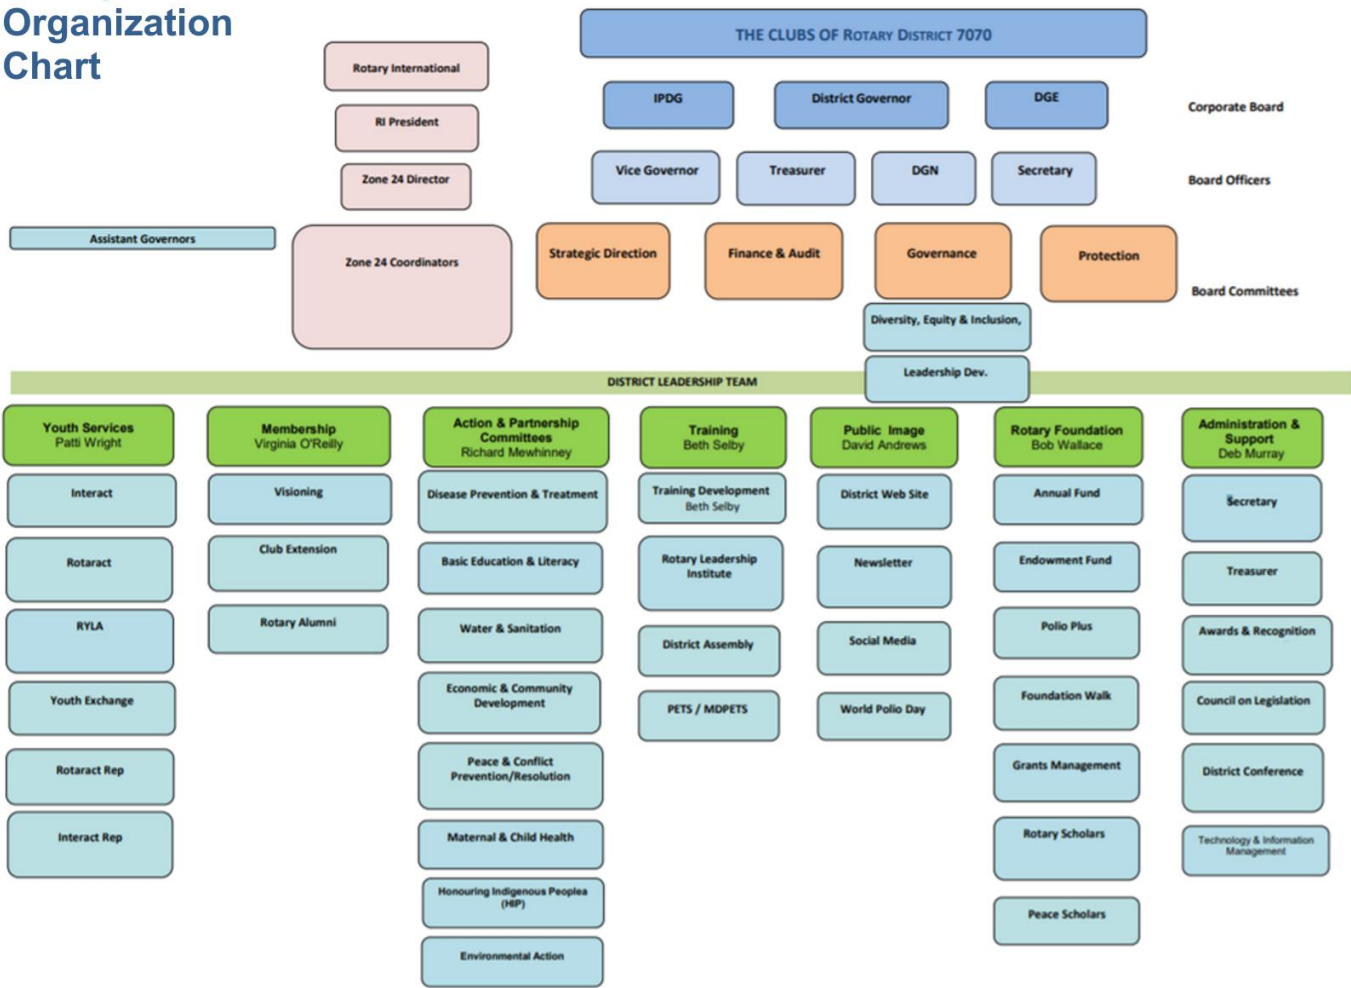 Organization
Chart
THE CLUBS OF ROTARY DISTRICT 7070
Rotary International
IPDG
District Governor
DGE
Corporate Board
RI President
Zone 24 Director
Vice Governor
Treasurer
DGN
Secretary
Board Officers
Assistant Governors
Zone 24 Coordinators
Strategic Direction
Finance & Audit
Governance
Protection
Board Committees
Diversity, Equity & Inclusion,
Leadership Dev.
DISTRICT LEADERSHIP TEAM
Youth Services
Patti Wright
Interact
Rotaract
RYLA
Youth Exchange
Rotaract Rep
Interact Rep
Membership
Virginia O'Reilly
Visioning
Club Extension
Rotary Alumni
Action & Partnership
Committees
Richard Mewhinney
Disease Prevention & Treatment
Basic Education & Literacy
Water & Sanitation
Economic & Community
Development
Peace & Conflict
Prevention/Resolution
Maternal & Child Health
Honouring Indigenous Peoplea
(HIP)
Environmental Action
Training
Beth Selby
Training Development
Beth Selby
Rotary Leadership
Institute
District Assembly
PETS / MDPETS
Public Image
David Andrews
District Web Site
Newsletter
Social Media
World Polio Day
Rotary Foundation
Bob Wallace
Annual Fund
Endowment Fund
Polio Plus
Foundation Walk
Grants Management
Rotary Scholars
Peace Scholars
Administration &
Support
Deb Murray
Secretary
Treasurer
Awards & Recognition
Council on Legislation
District Conference
Technology & Information
Management